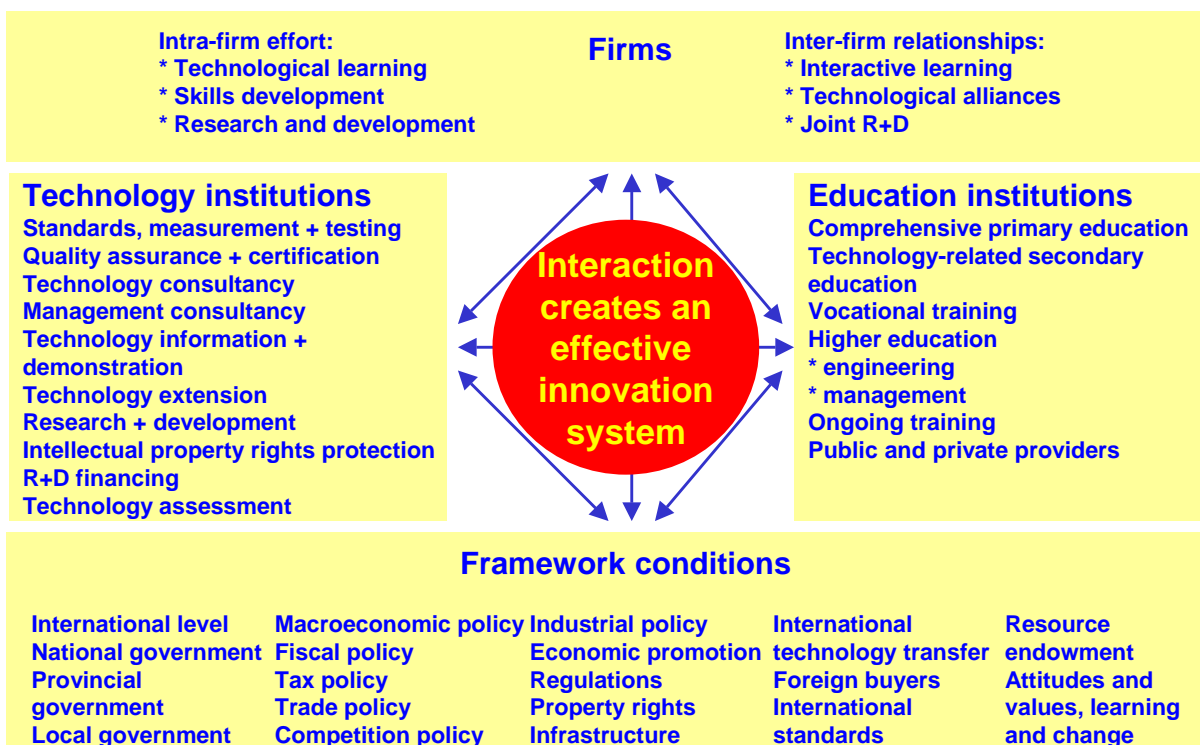 Firms
Intra-firm effort:
* Technological learning
* Skills development
* Research and development
Inter-firm relationships:
* Interactive learning
* Technological alliances
* Joint R+D
Technology institutions
Standards, measurement + testing
Quality assurance + certification
Technology consultancy
Management consultancy
Technology information +
demonstration
Technology extension
Research + development
Intellectual property rights protection
R+D financing
Technology assessment
Interaction
creates an
effective
innovation
system
Education institutions
Comprehensive primary education
Technology-related secondary
education
Vocational training
Higher education
* engineering
* management
Ongoing training
Public and private providers
Framework conditions
International level
National government
Provincial
government
Local government
Macroeconomic policy
Fiscal policy
Tax policy
Trade policy
Competition policy
Industrial policy
Economic promotion
Regulations
Property rights
Infrastructure
International
technology transfer
Foreign buyers
International
standards
Resource
endowment
Attitudes and
values, learning
and change